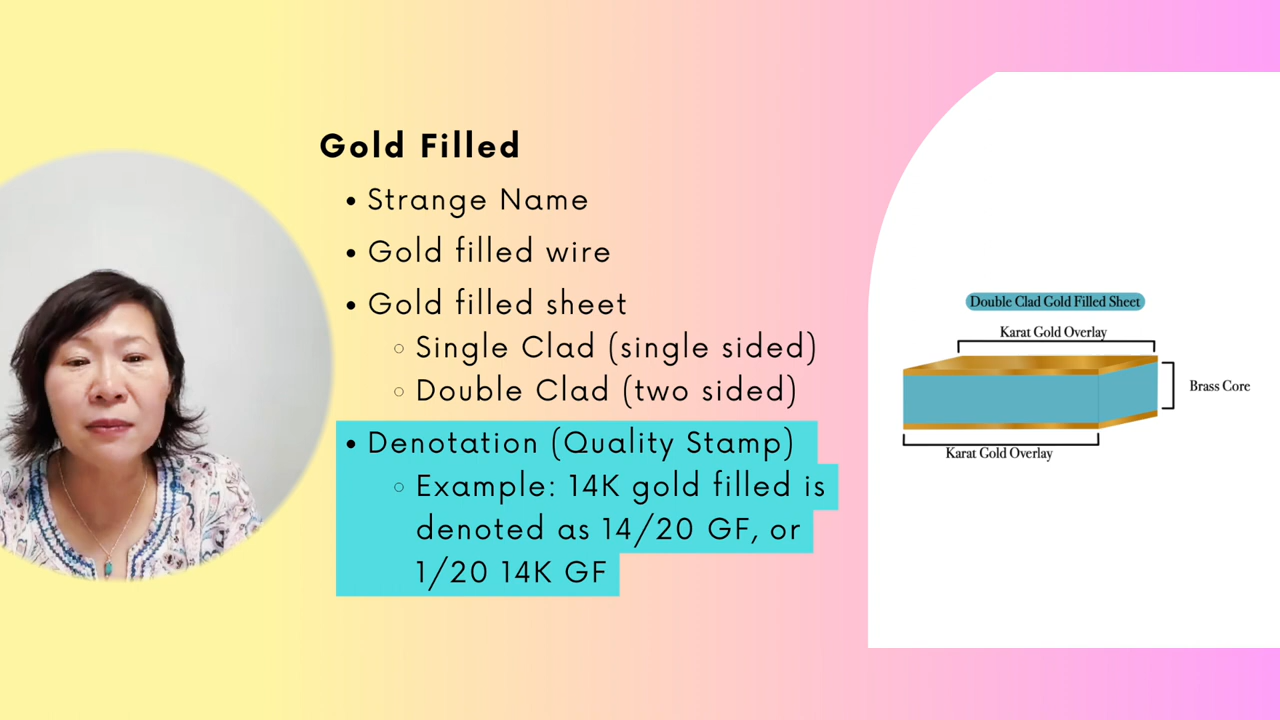 Gold Filled
• Strange Name
• Gold filled wire
• Gold filled sheet
◦ Single Clad (single sided)
◦ Double Clad (two sided)
• Denotation (Quality Stamp)
◦ Example: 14K gold filled is
denoted as 14/20 GF, or
1/20 14K GF
Double Clad Gold Filled Sheet
Karat Gold Overlay
Brass Core
Karat Gold Overlay